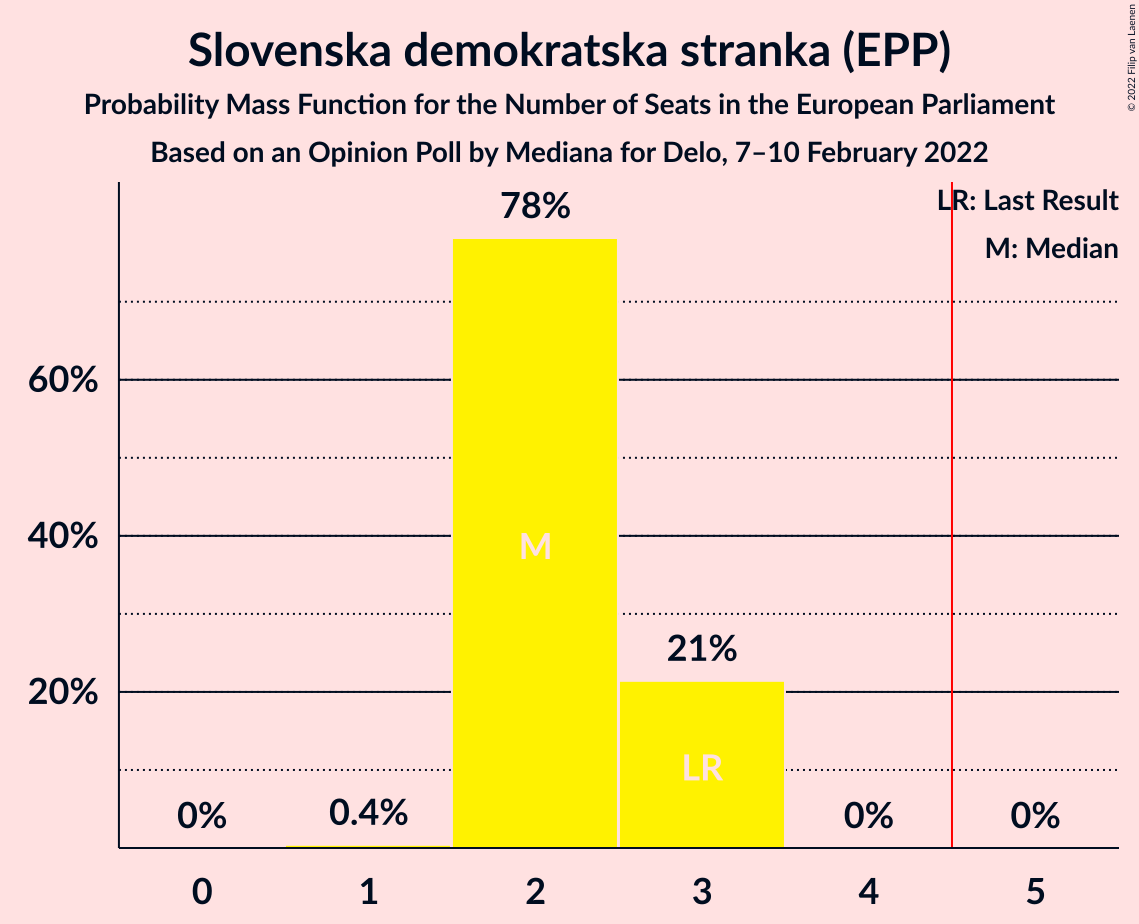 Slovenska demokratska stranka (EPP)
Probability Mass Function for the Number of Seats in the European Parliament
Based on an Opinion Poll by Mediana for Delo, 7–10 February 2022
© 2022 Filip van Laenen
LR: Last Result
M: Median
78%
60%
40%
M
21%
20%
LR
0%
0.4%
0%
0%
0
1
2
3
4
5